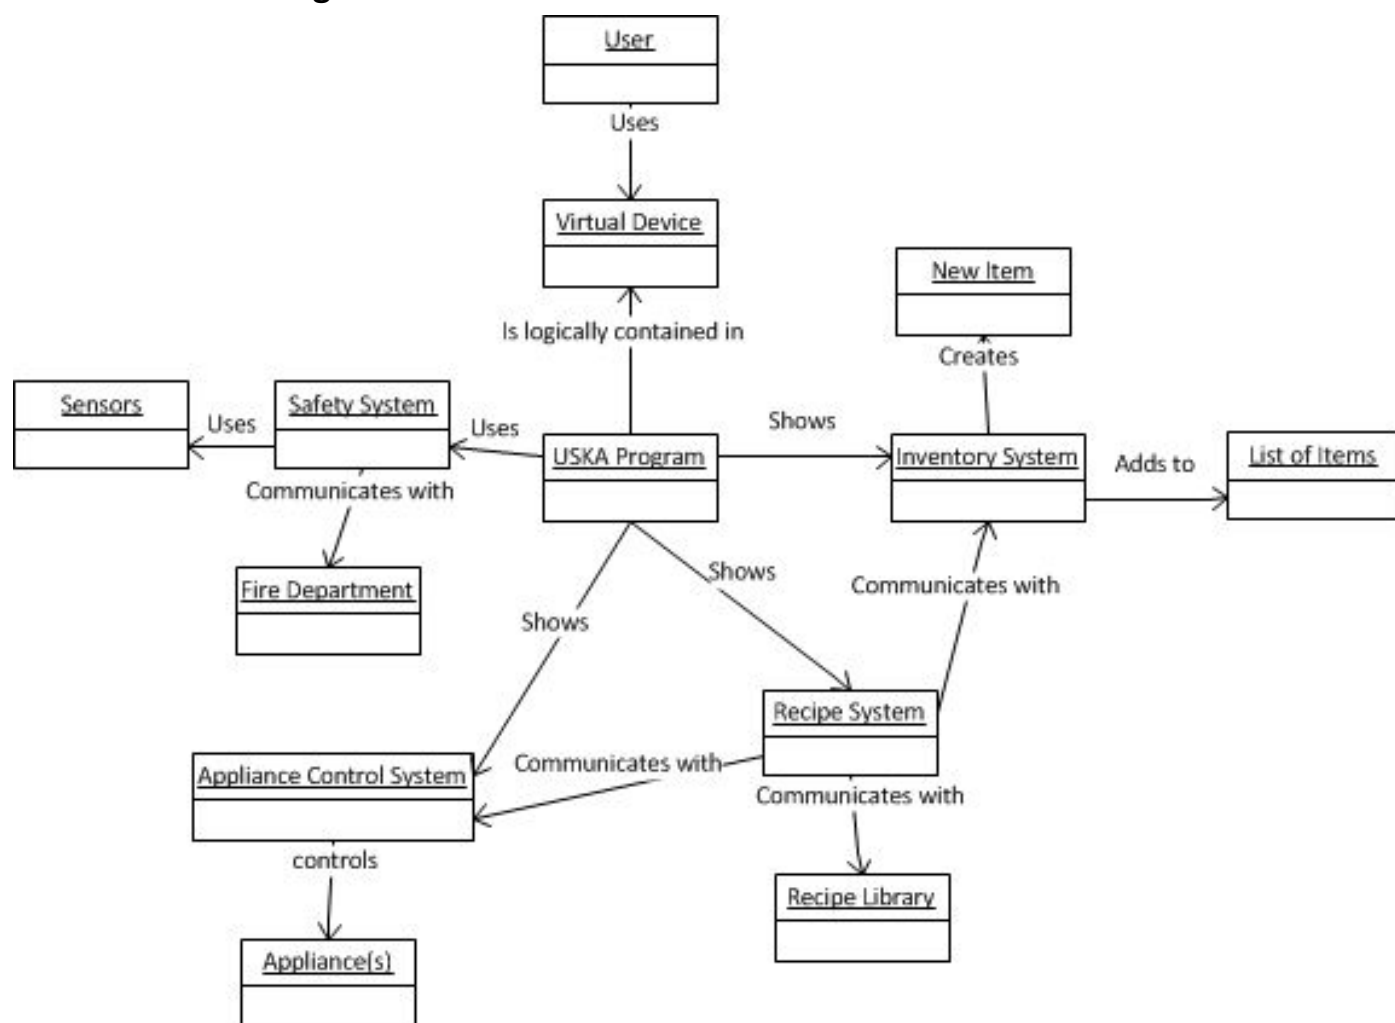 User
Uses
Virtual Device
New Item
Is logically contained in
Creates
Sensors
Safety System
Uses
Uses
Shows
USKA Program
Inventory System
Adds to
List of Items
Communicates with
Fire Department
Shows
Communicates with
Shows
Recipe System
Appliance Control System
Communicates with
Communicates with
controls
Recipe Library
Appliance(s)